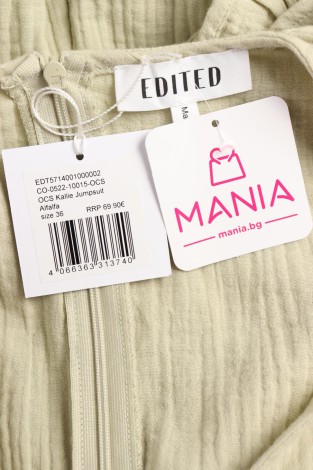 EDITED
Ma
EDT5714001000002
CO-0522-10015-OCS
OCS Kallie Jumpsuit
Alfalfa
size 36 RRP 69 90€
4 066363 313740
MANIA
mania.bg